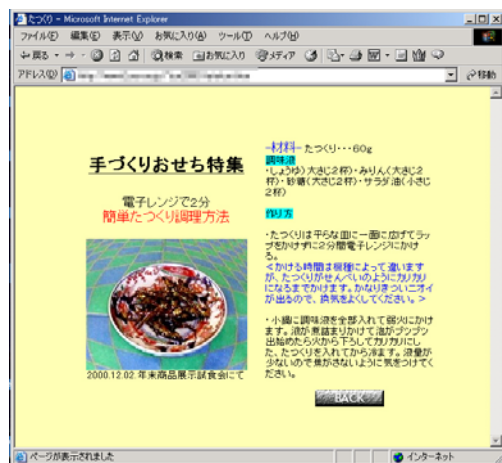 たつくり - Microsoft Internet Explorer
ファイル(F) 編集(E) 表示(V) お気に入り(A) ツール(T) ヘルプ(H)
戻る 検索 お気に入り メディア
アドレス(D) 移動
手づくりおせち特集
電子レンジで2分
簡単たつくり調理方法
2000.12.02.年末商品展示試食会にて
-材料- たつくり・・・60g
調味液
・しょうゆ(大さじ2杯)・みりん(大さじ2
杯)・砂糖(大さじ2杯)・サラダ油(小さじ
2杯)
作り方
・たつくりは平らな皿に一面に広げてラッ
プをかけずに2分間電子レンジにかけ
る。
<かける時間は機種によって違います
が、たつくりがせんべいのようにカリカリ
になるまでかけます。かなりきついニオイ
が出るので、換気をよくしてください。>
・小鍋に調味液を全部入れて弱火にかけ
ます。液が煮詰まりかけて泡がブツブツ
出始めたら火から下ろしてカリカリにし
た、たつくりを入れてから冷ます。液量が
少ないので焦がさないように気をつけてく
ださい。
BACK
ページが表示されました インターネット